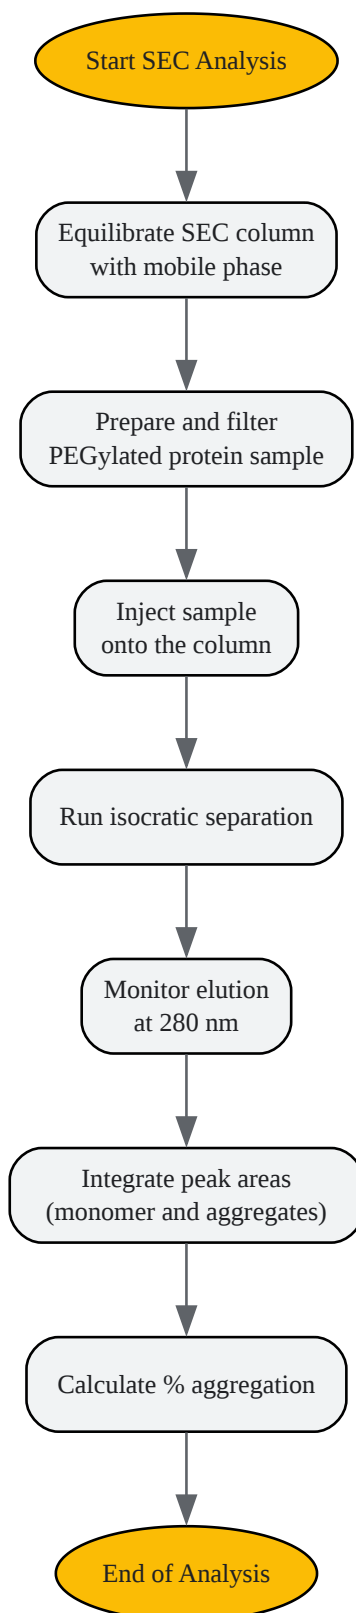 Start SEC Analysis
Equilibrate SEC column
with mobile phase
Prepare and filter
PEGylated protein sample
Inject sample
onto the column
Run isocratic separation
Monitor elution
at 280 nm
Integrate peak areas
(monomer and aggregates)
Calculate % aggregation
End of Analysis